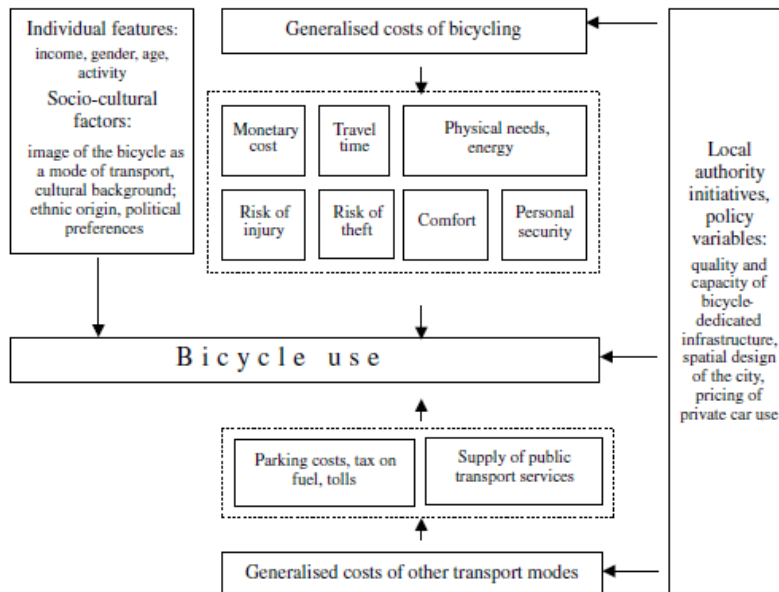 Individual features:
income, gender, age,
activity
Socio-cultural
factors:
image of the bicycle as
a mode of transport,
cultural background;
ethnic origin, political
preferences
Generalised costs of bicycling
Monetary
cost
Travel
time
Physical needs,
energy
Risk of
injury
Risk of
theft
Comfort
Personal
security
Bicycle use
Parking costs, tax on
fuel, tolls
Supply of public
transport services
Generalised costs of other transport modes
Local
authority
initiatives,
policy
variables:
quality and
capacity of
bicycle-
dedicated
infrastructure,
spatial design
of the city,
pricing of
private car use